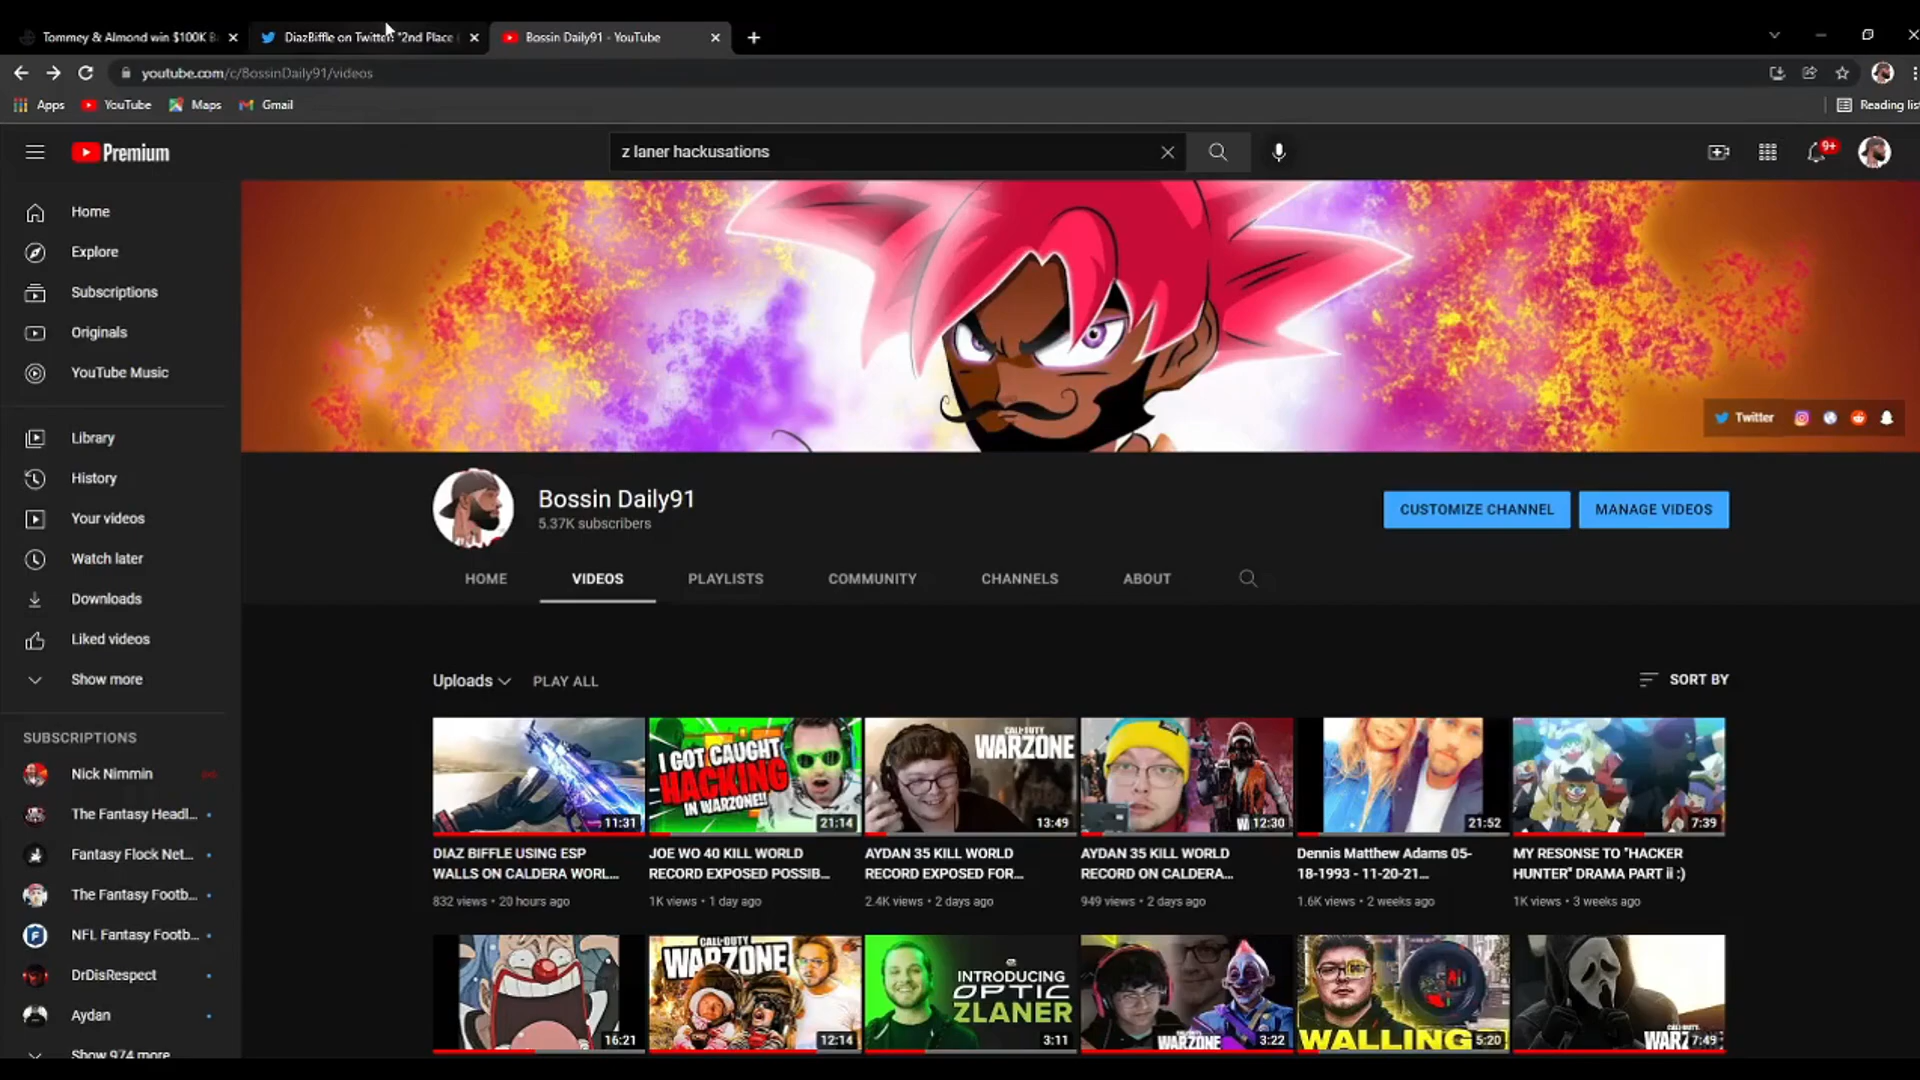 Tommey & Almond win $100K B
DiazBiffle on Twitter: "2nd Place (
Bossin Daily91 - YouTube
youtube.com/c/BossinDaily91/videos
Apps
YouTube
Maps
Gmail
Reading list
Premium
z laner hackusations
9+
Home
Explore
Subscriptions
Originals
YouTube Music
Library
History
Your videos
Watch later
Downloads
Liked videos
Show more
SUBSCRIPTIONS
Nick Nimmin
The Fantasy Headl...
Fantasy Flock Net...
The Fantasy Footb...
NFL Fantasy Footb...
DrDisRespect
Aydan
Show 974 more
Twitter
Bossin Daily91
5.37K subscribers
CUSTOMIZE CHANNEL
MANAGE VIDEOS
HOME
VIDEOS
PLAYLISTS
COMMUNITY
CHANNELS
ABOUT
Uploads
PLAY ALL
SORT BY
11:31
DIAZ BIFFLE USING ESP
WALLS ON CALDERA WORL...
832 views • 20 hours ago
I GOT CAUGHT
HACKING
IN WARZONE!!
21:14
JOE WO 40 KILL WORLD
RECORD EXPOSED POSSIB...
1K views • 1 day ago
CALL OF DUTY
WARZONE
13:49
AYDAN 35 KILL WORLD
RECORD EXPOSED FOR...
2.4K views • 2 days ago
W
12:30
AYDAN 35 KILL WORLD
RECORD ON CALDERA...
949 views • 2 days ago
21:52
Dennis Matthew Adams 05-
18-1993 - 11-20-21...
1.6K views • 2 weeks ago
7:39
MY RESONSE TO "HACKER
HUNTER" DRAMA PART ii :)
1K views • 3 weeks ago
16:21
CALL OF DUTY
WARZONE
12:14
INTRODUCING
OPTIC
ZLANER
3:11
WARZONE
3:22
WALLING
5:20
WARZ
7:49